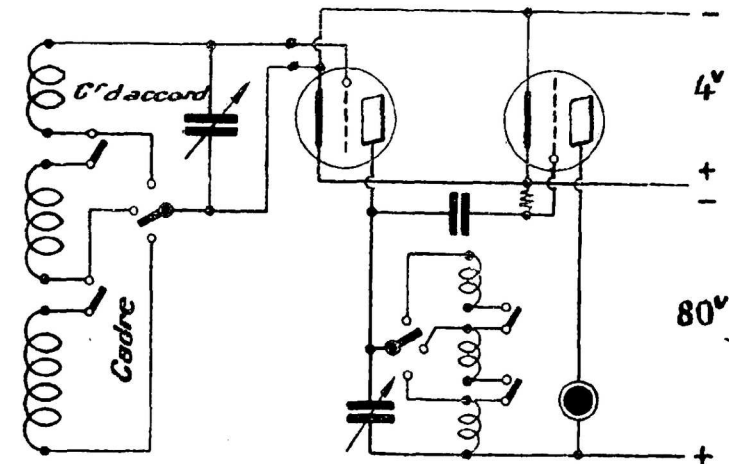 −
Cʳ d'accord
4ᵛ
+
−
Cadre
80ᵛ
+